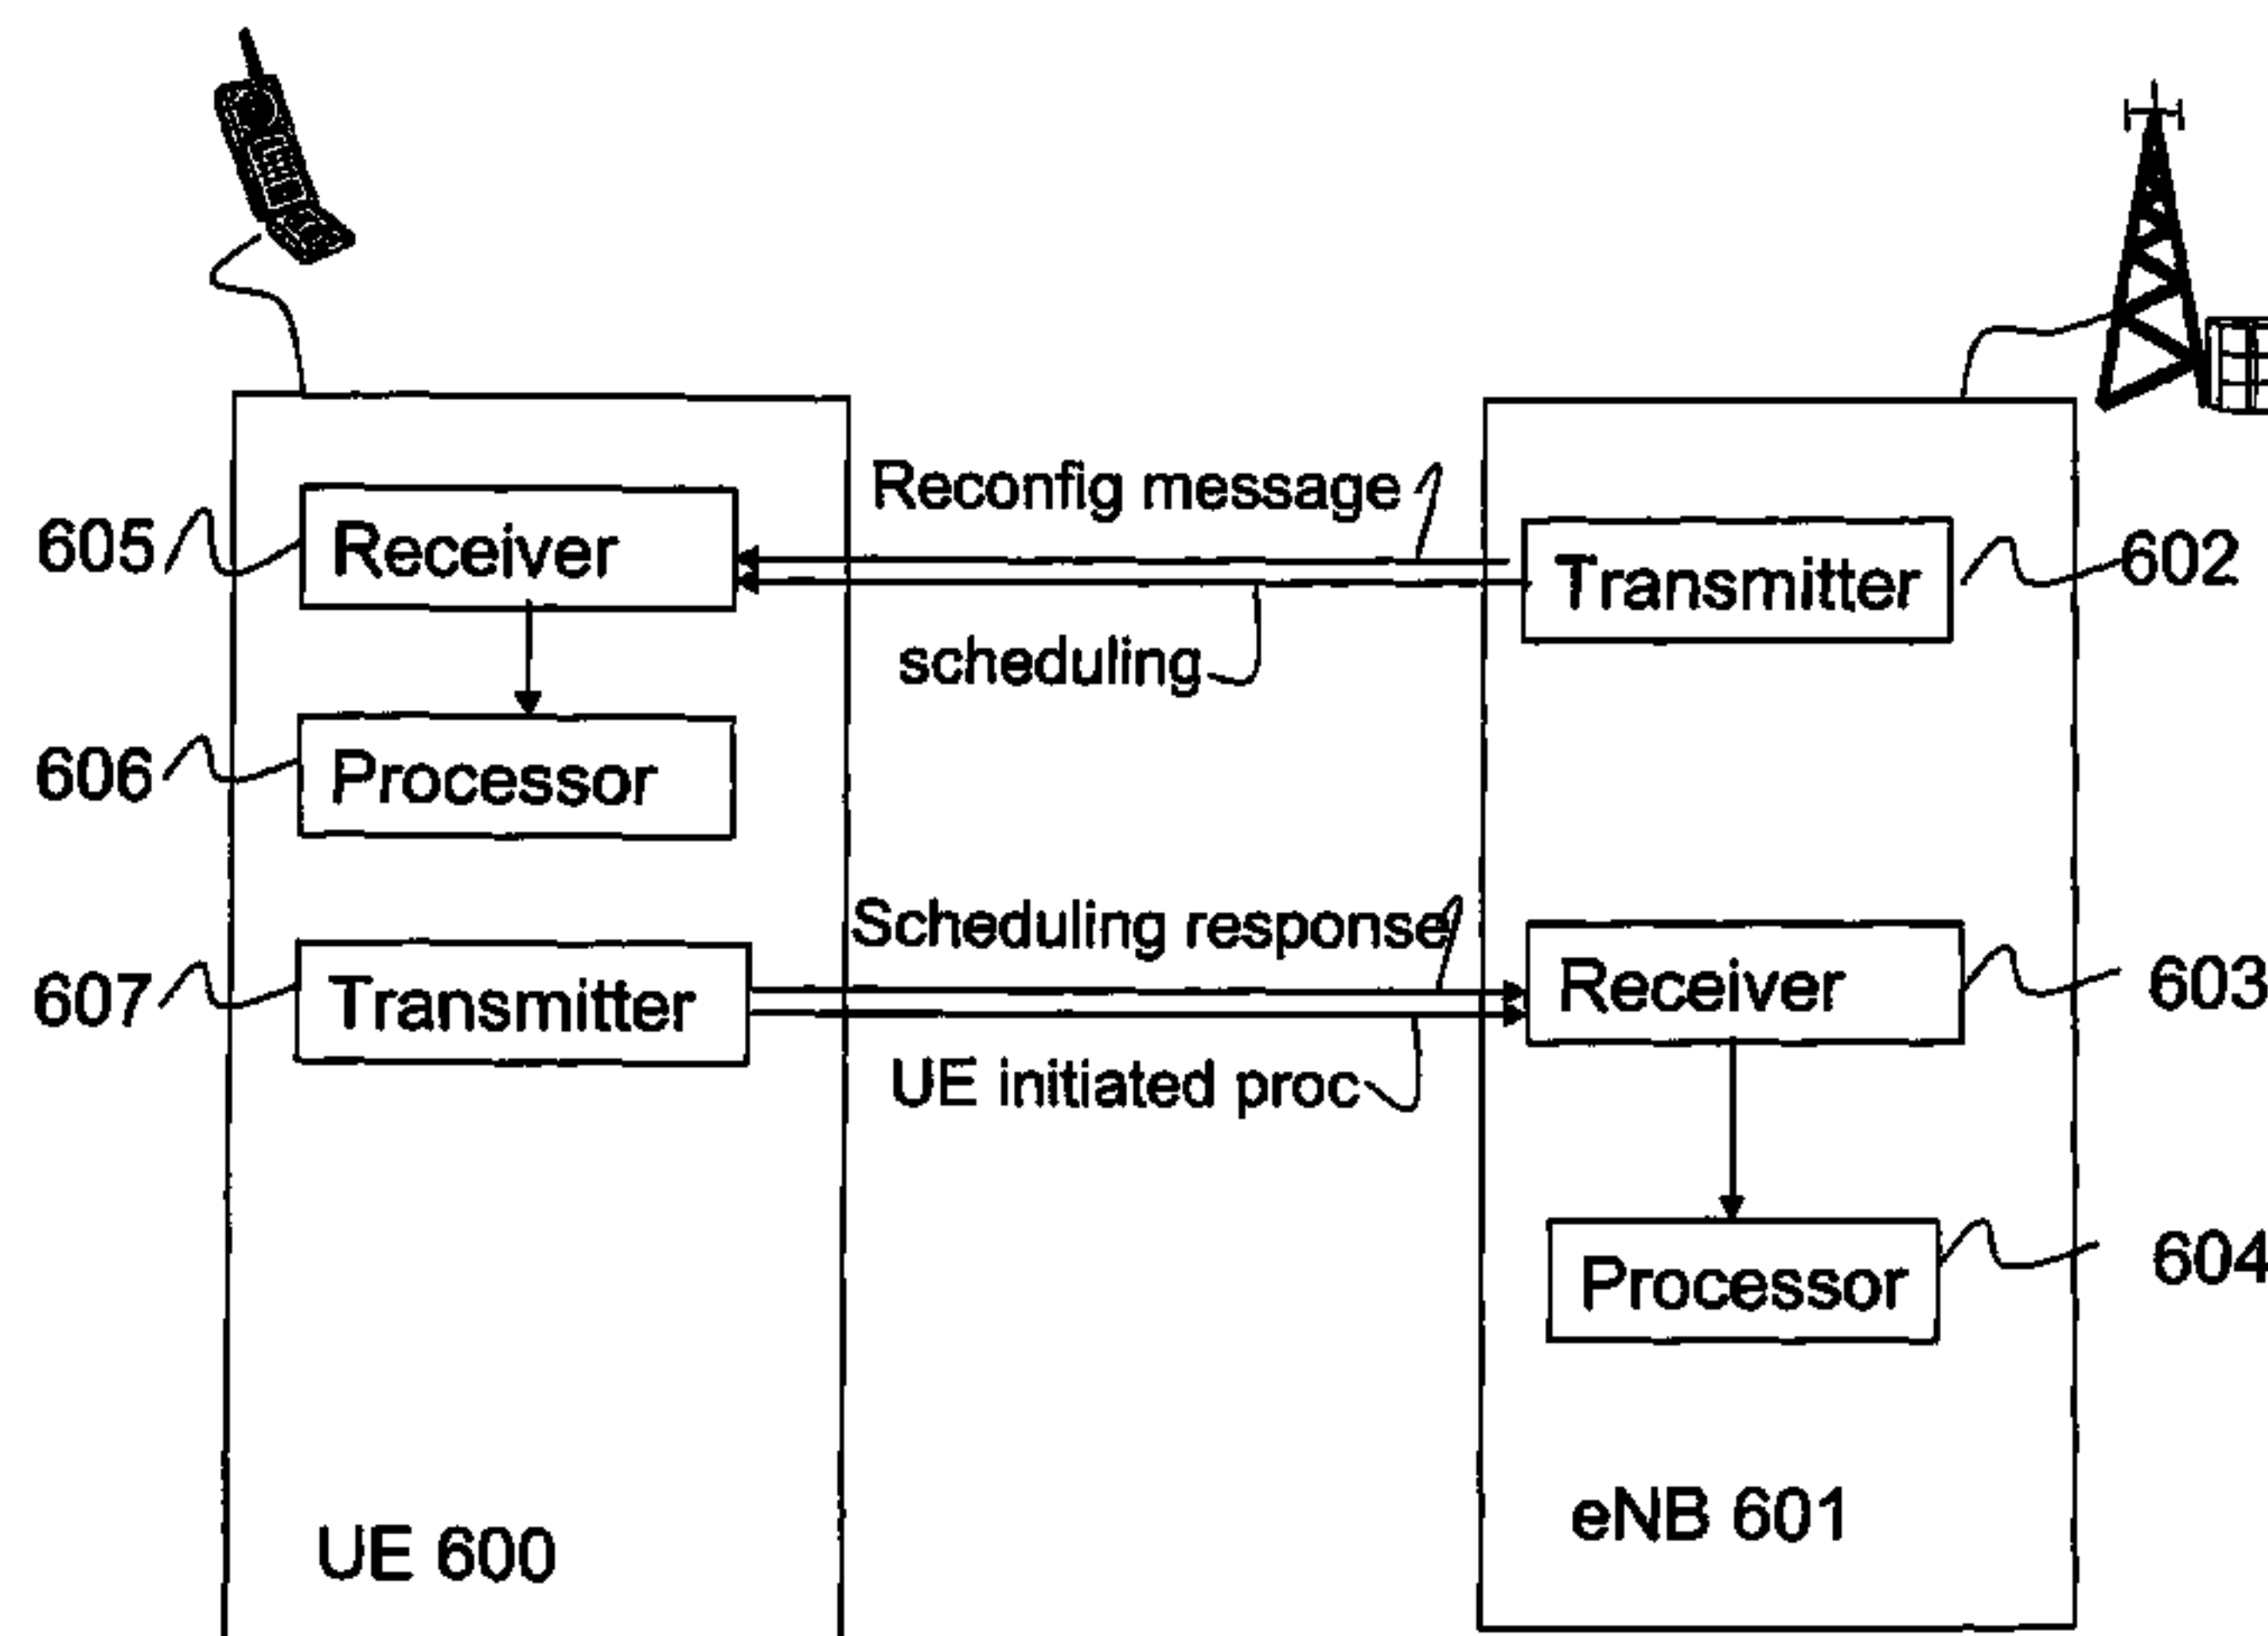 Reconfig message
605
Receiver
Transmitter
602
scheduling
606
Processor
Scheduling response
607
Transmitter
Receiver
603
UE initiated proc
Processor
604
eNB 601
UE 600